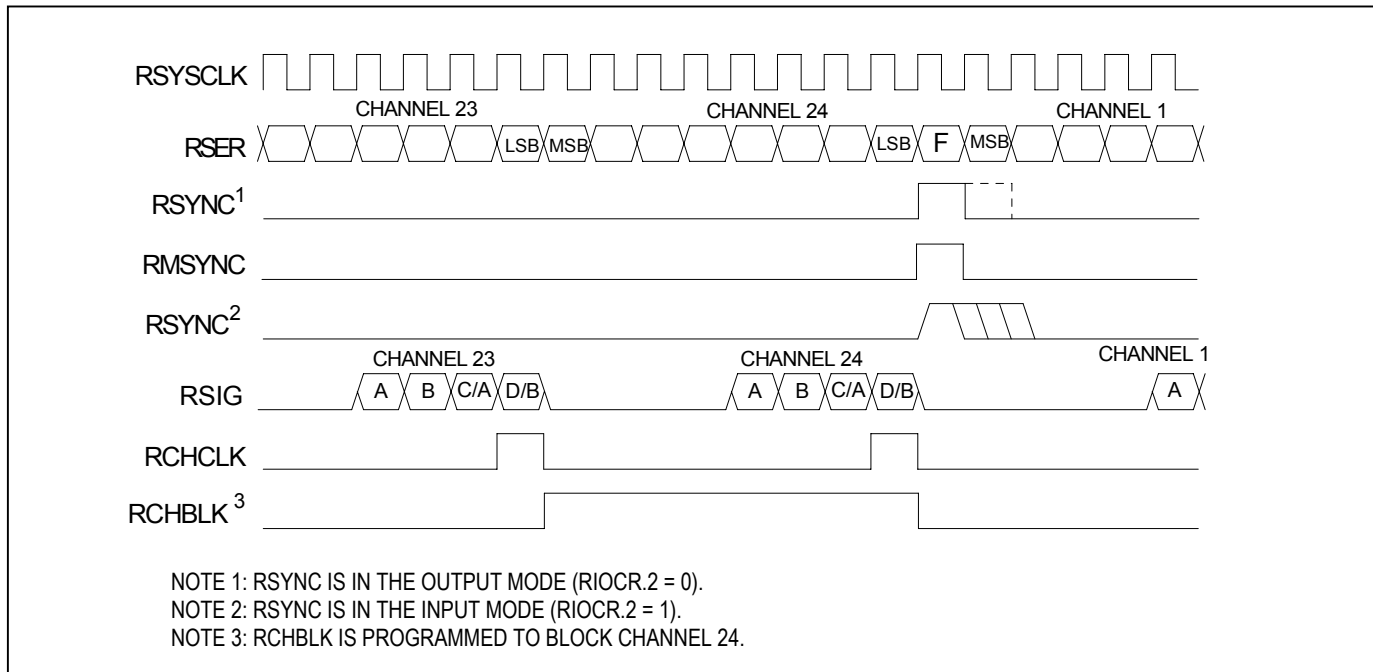 RSYSCLK
CHANNEL 23 CHANNEL 24 CHANNEL 1
RSER LSB MSB LSB F MSB
RSYNC1
RMSYNC
RSYNC2
CHANNEL 23 CHANNEL 24 CHANNEL 1
RSIG A B C/A D/B A B C/A D/B A
RCHCLK
RCHBLK 3
NOTE 1: RSYNC IS IN THE OUTPUT MODE (RIOCR.2 = 0).
NOTE 2: RSYNC IS IN THE INPUT MODE (RIOCR.2 = 1).
NOTE 3: RCHBLK IS PROGRAMMED TO BLOCK CHANNEL 24.